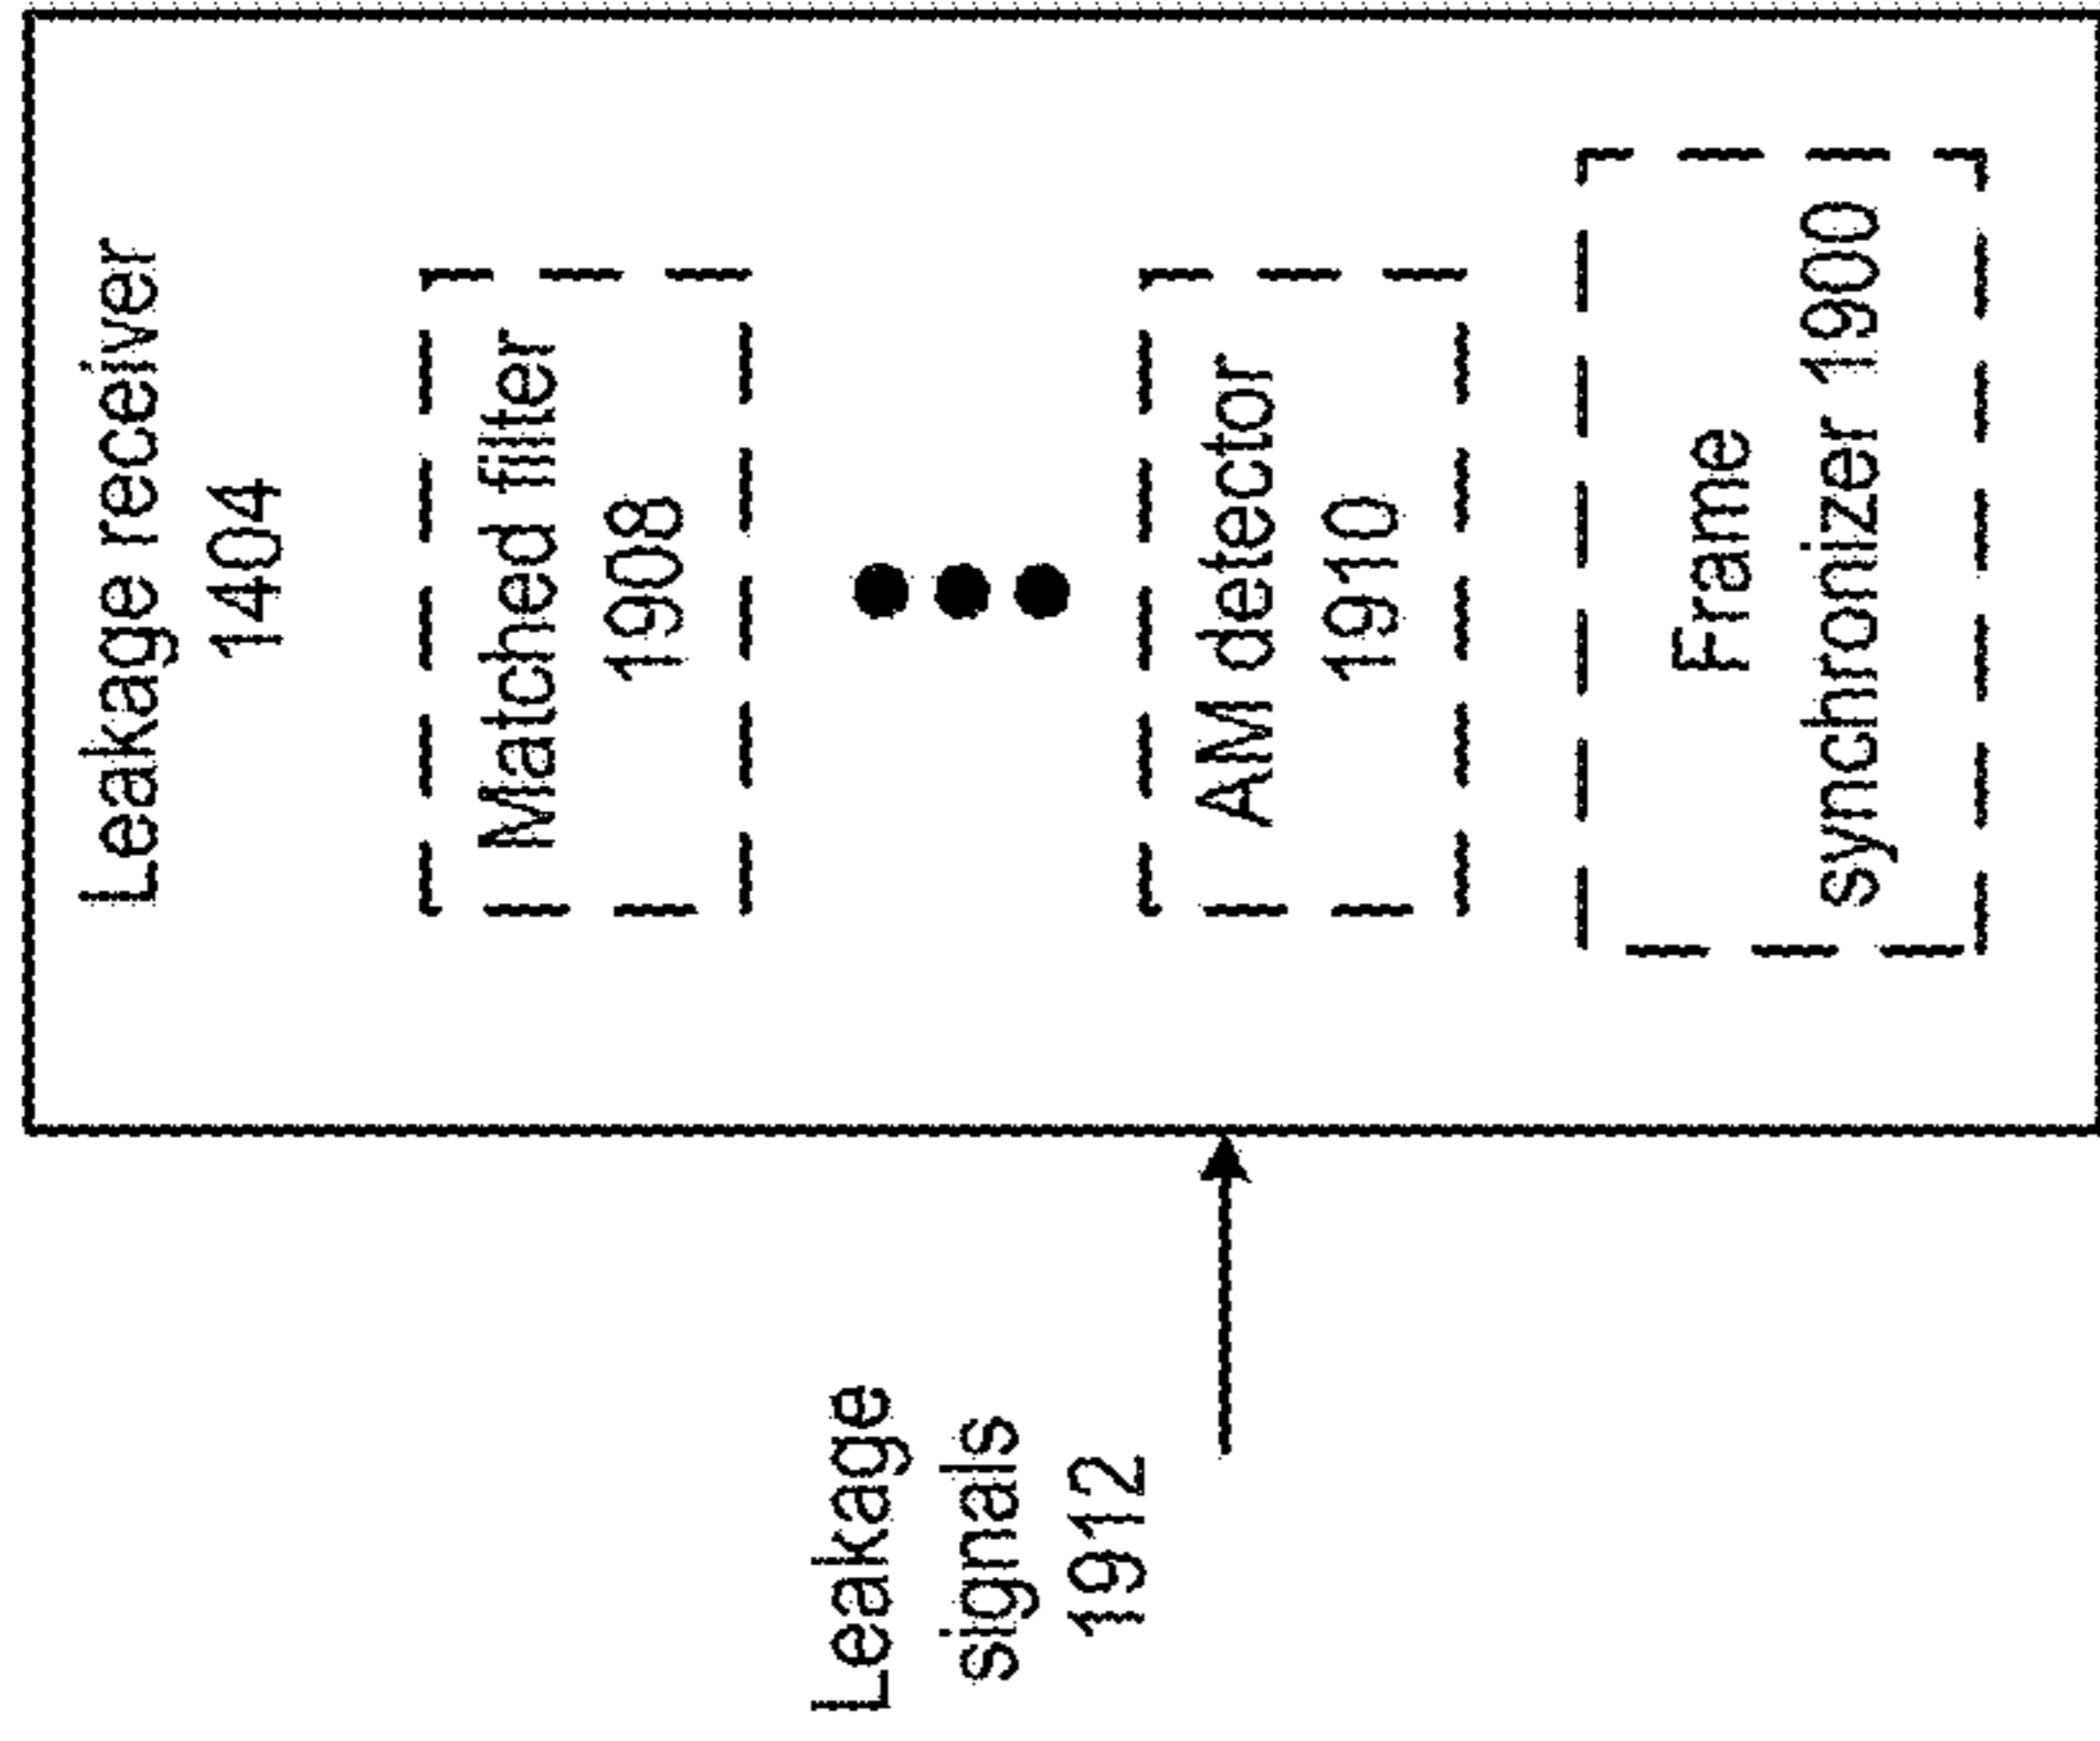 Leakage receiver
1404
Matched filter
1908
AM detector
1910
Frame
synchronizer 1900
Leakage
signals
1912